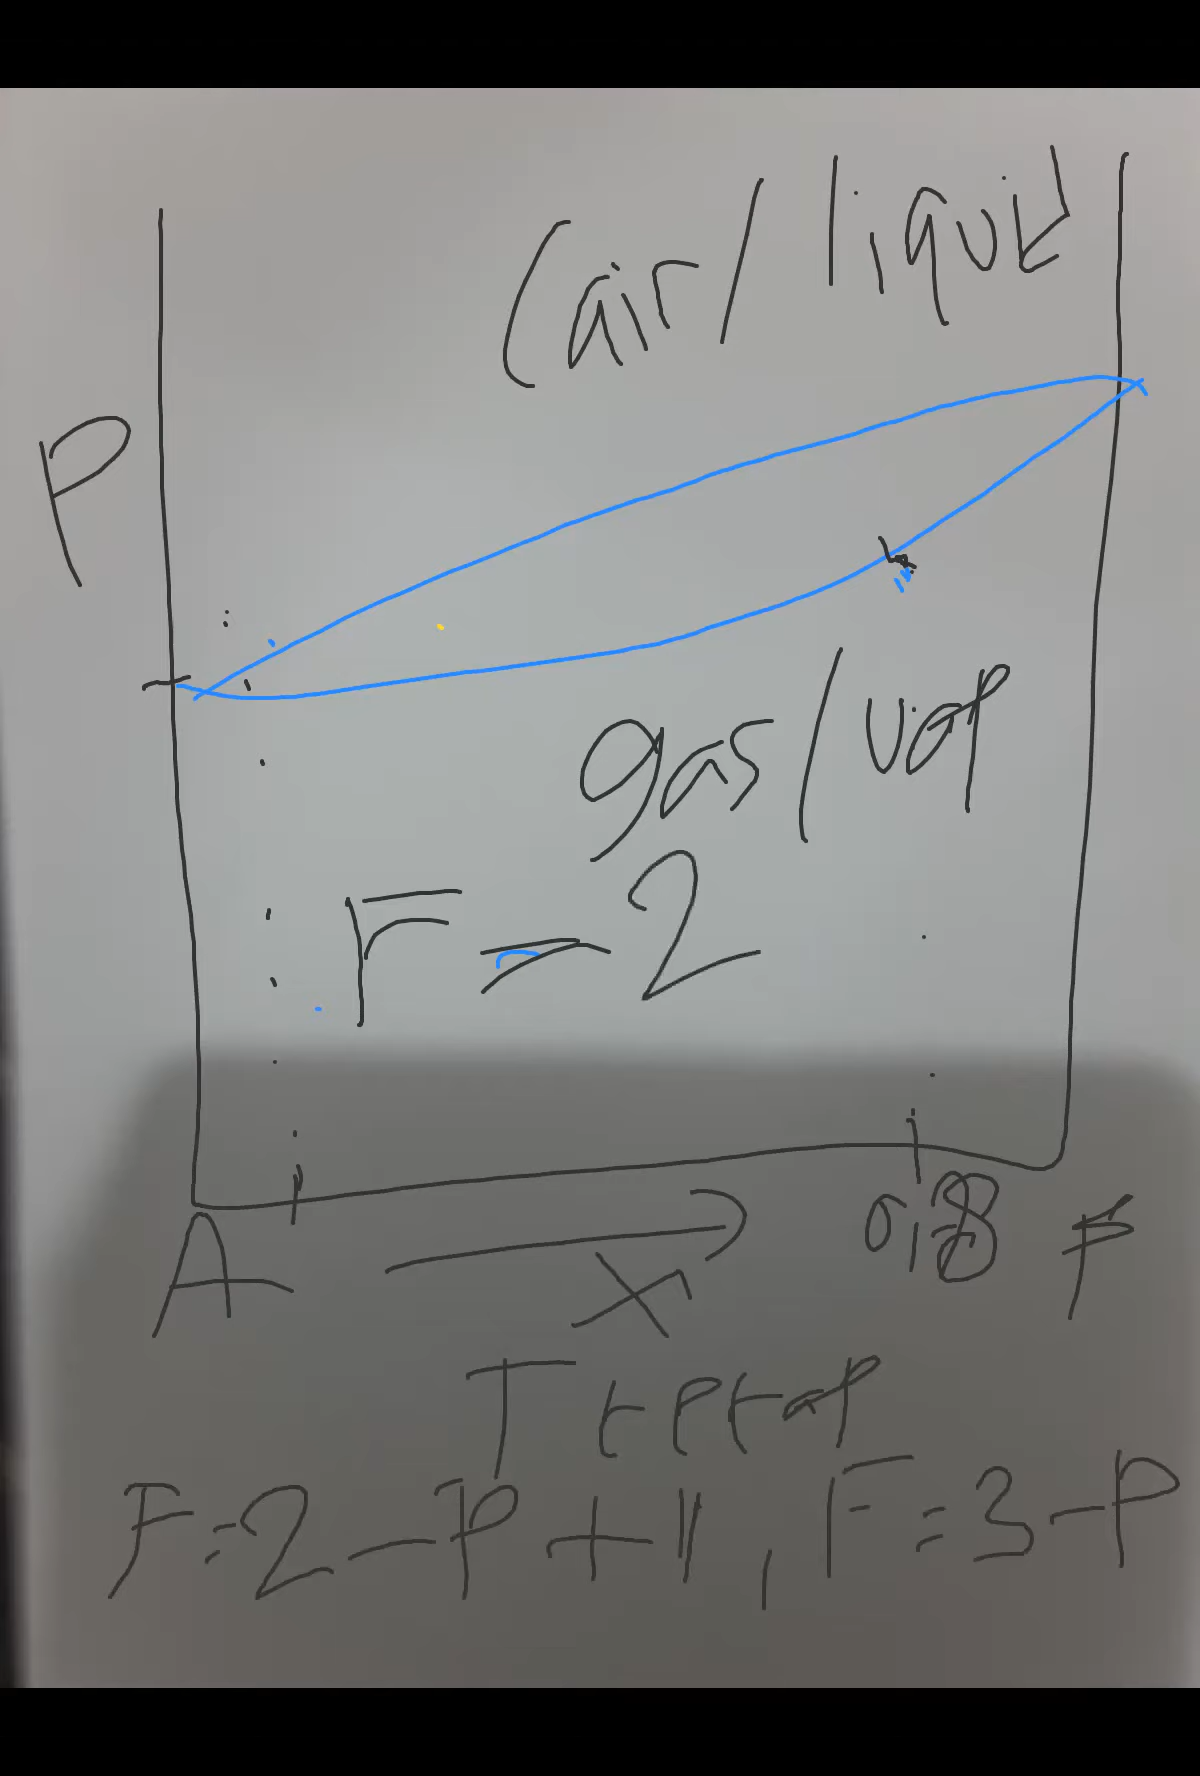 (air / liquid
P
gas / vap
F = 2
A
X
0,8
F = 2 - P + 1, F = 3 - P